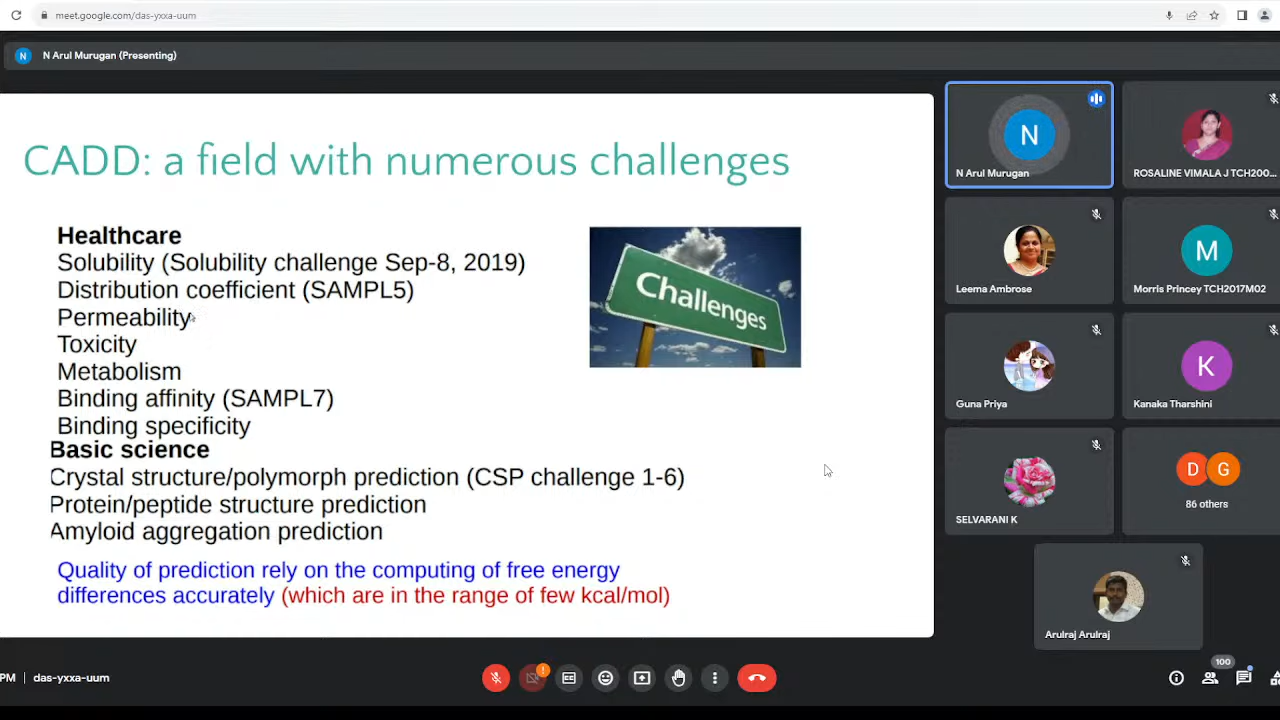 meet.google.com/das-yxxa-uum
N N Arul Murugan (Presenting)
CADD: a field with numerous challenges
Healthcare
Solubility (Solubility challenge Sep-8, 2019)
Distribution coefficient (SAMPL5)
Permeability
Toxicity
Metabolism
Binding affinity (SAMPL7)
Binding specificity
Basic science
Crystal structure/polymorph prediction (CSP challenge 1-6)
Protein/peptide structure prediction
Amyloid aggregation prediction
Quality of prediction rely on the computing of free energy
differences accurately (which are in the range of few kcal/mol)
Challenges
N
N Arul Murugan
ROSALINE VIMALA J TCH200...
Leema Ambrose
M
Morris Princey TCH2017M02
Guna Priya
K
Kanaka Tharshini
SELVARANI K
D G
86 others
Arulraj Arulraj
PM | das-yxxa-uum
!
CC
100